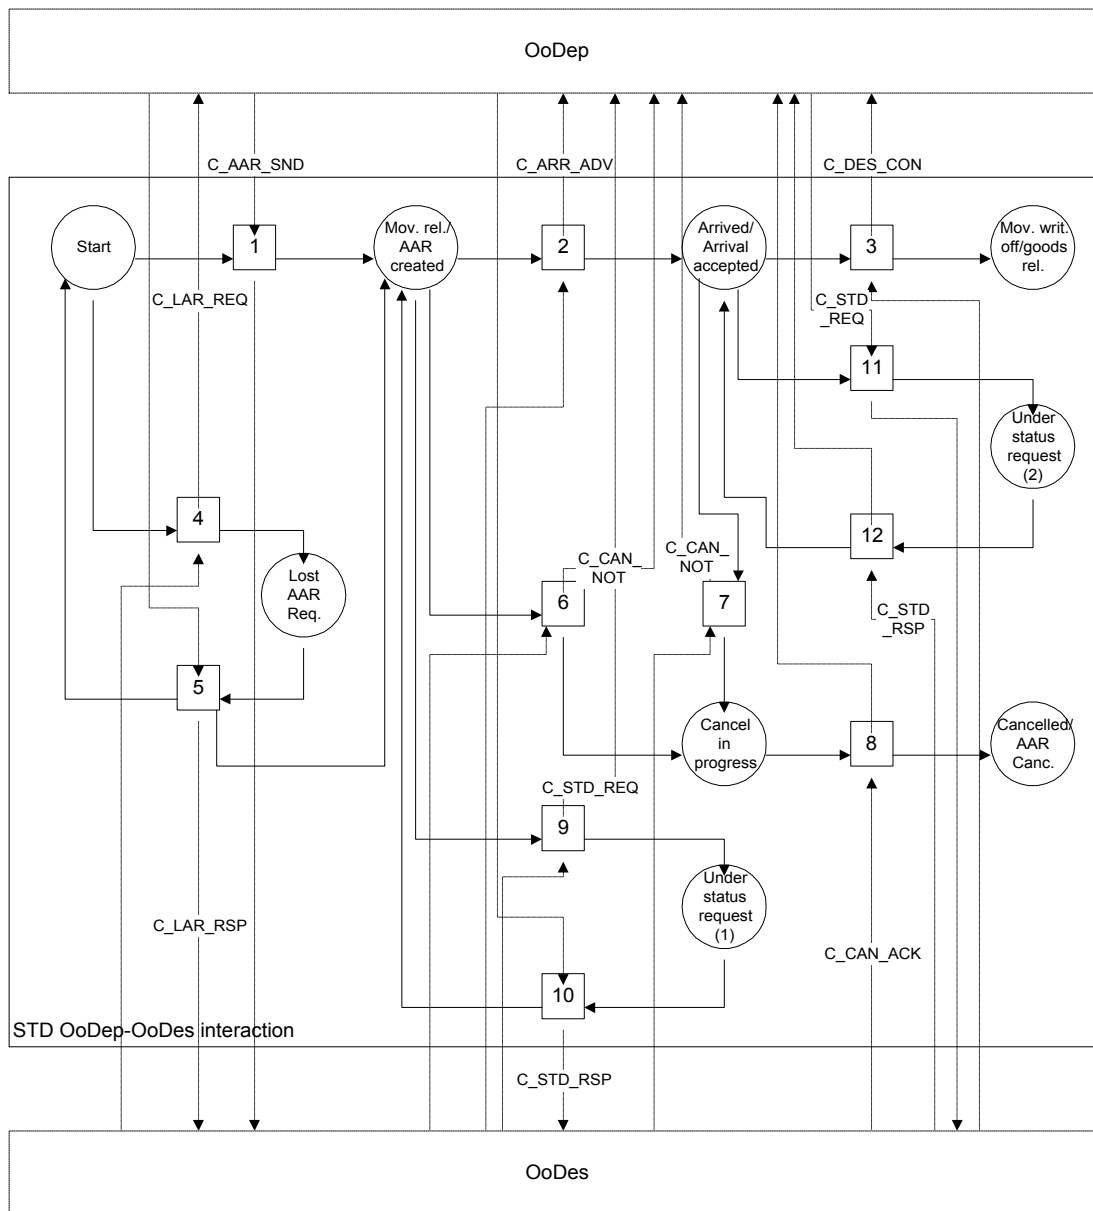 OoDep
C_AAR_SND
C_ARR_ADV
C_DES_CON
Start
1
Mov. rel./
AAR
created
2
Arrived/
Arrival
accepted
3
Mov. writ.
off/goods
rel.
C_LAR_REQ
C_STD
_REQ
11
Under
status
request
(2)
4
12
Lost
AAR
Req.
C_CAN_
NOT
C_CAN_
NOT
6
7
C_STD
_RSP
5
Cancel
in
progress
8
Cancelled/
AAR
Canc.
C_STD_REQ
9
Under
status
request
(1)
C_LAR_RSP
C_CAN_ACK
10
STD OoDep-OoDes interaction
C_STD_RSP
OoDes